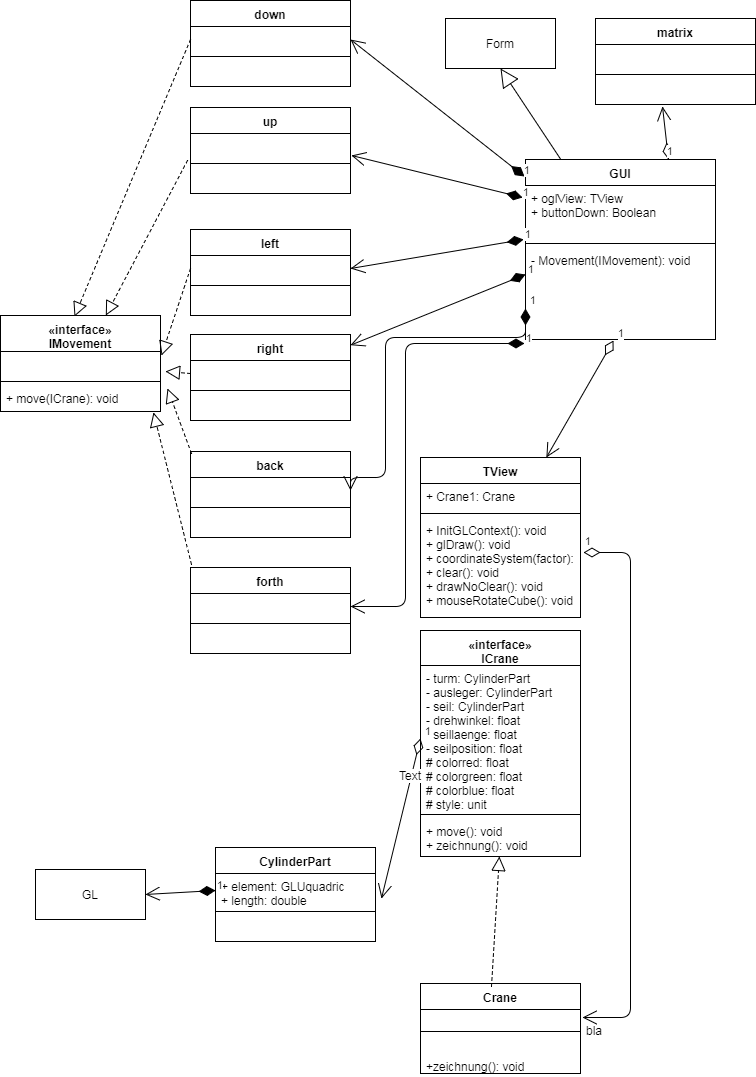 down
Form
matrix
up
1
GUI
+ oglView: TView
+ buttonDown: Boolean
- Movement(IMovement): void
1
1
1
1
1
1
1
1
left
«interface»
IMovement
+ move(ICrane): void
right
back
forth
TView
+ Crane1: Crane
+ InitGLContext(): void
+ glDraw(): void
+ coordinateSystem(factor):
+ clear(): void
+ drawNoClear(): void
+ mouseRotateCube(): void
1
«interface»
ICrane
- turm: CylinderPart
- ausleger: CylinderPart
- seil: CylinderPart
- drehwinkel: float
seillaenge: float
- seilposition: float
# colorred: float
# colorgreen: float
# colorblue: float
# style: unit
+ move(): void
+ zeichnung(): void
1
Text
CylinderPart
+ element: GLUquadric
+ length: double
1
GL
Crane
+zeichnung(): void
bla